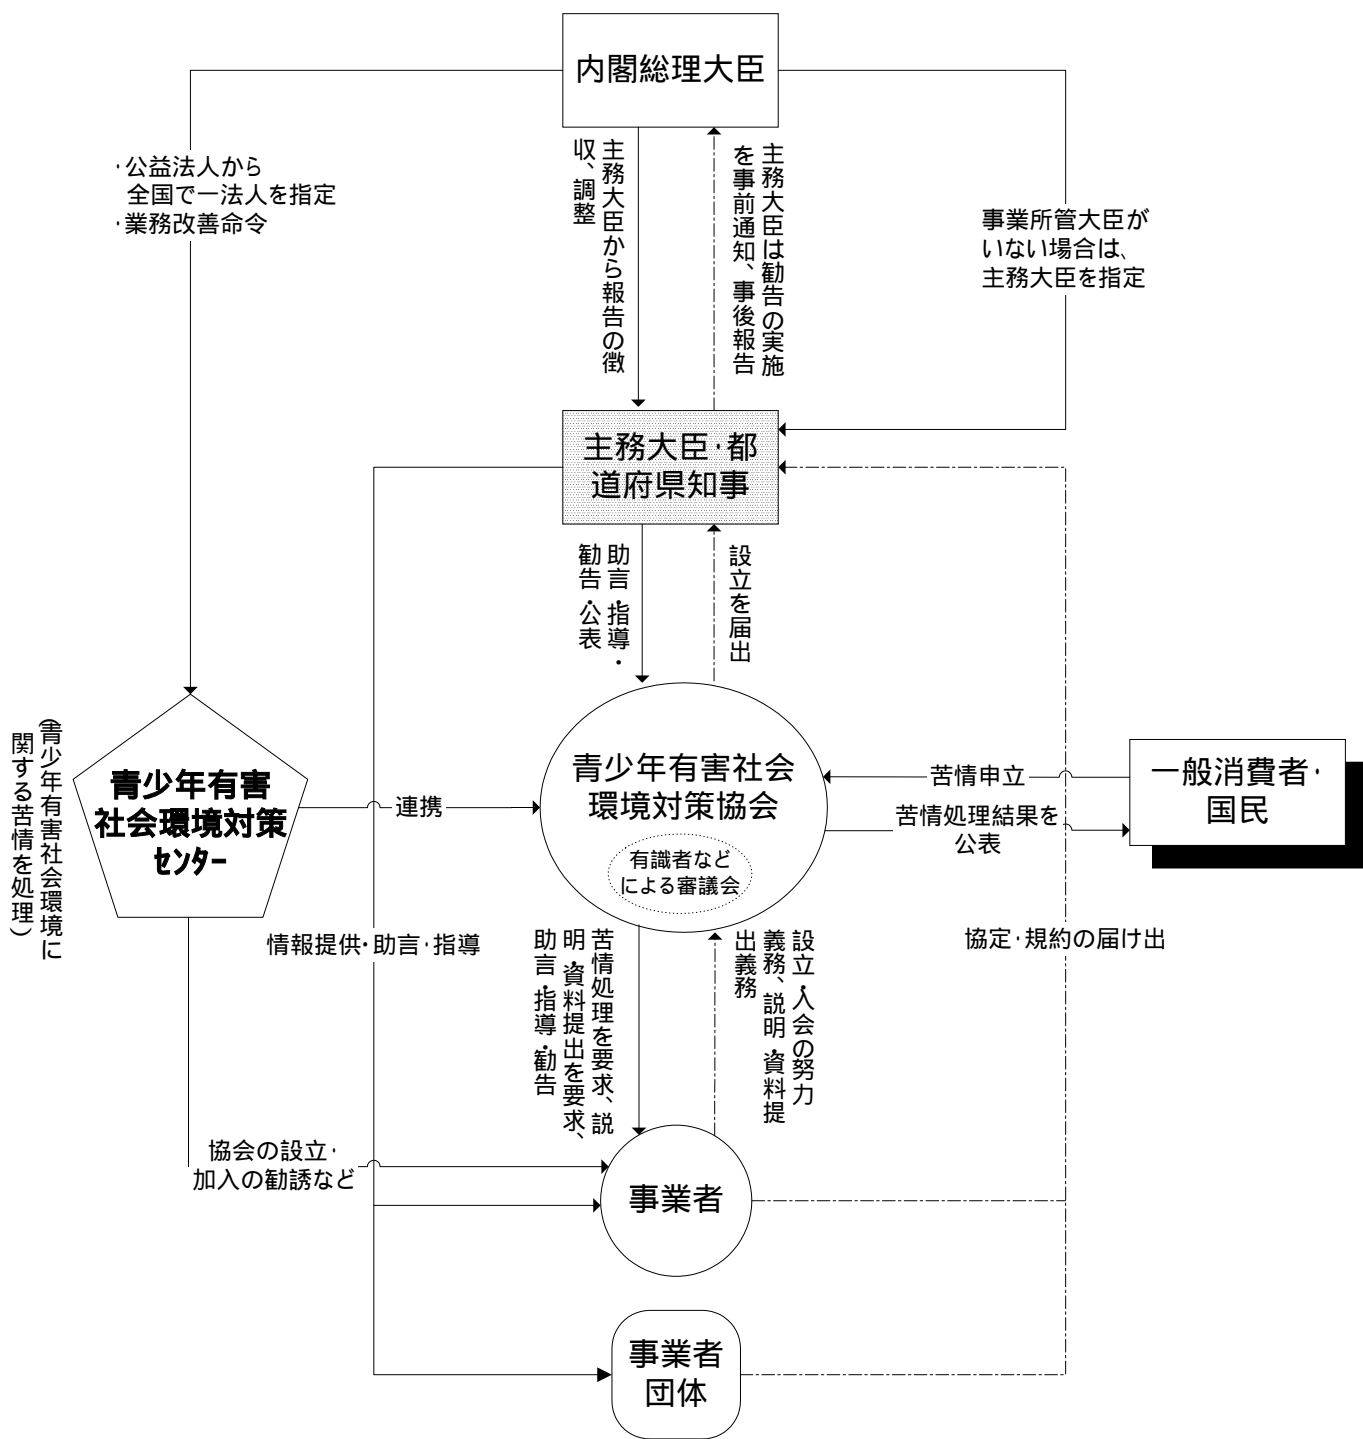 内閣総理大臣
・公益法人から
全国で一法人を指定
・業務改善命令
主務大臣から報告の徴
収、調整
主務大臣は勧告の実施
を事前通知、事後報告
事業所管大臣が
いない場合は、
主務大臣を指定
主務大臣・都
道府県知事
助言・指導・
勧告・公表
設立を届出
(青少年有害社会環境に
関する苦情を処理)
青少年有害
社会環境対策
センター
連携
青少年有害社会
環境対策協会
有識者など
による審議会
苦情申立
苦情処理結果を
公表
一般消費者・
国民
情報提供・助言・指導
苦情処理を要求、説
明・資料提出を要求、
助言・指導・勧告
設立・入会の努力
義務、説明・資料提
出義務
協定・規約の届け出
協会の設立・
加入の勧誘など
事業者
事業者
団体